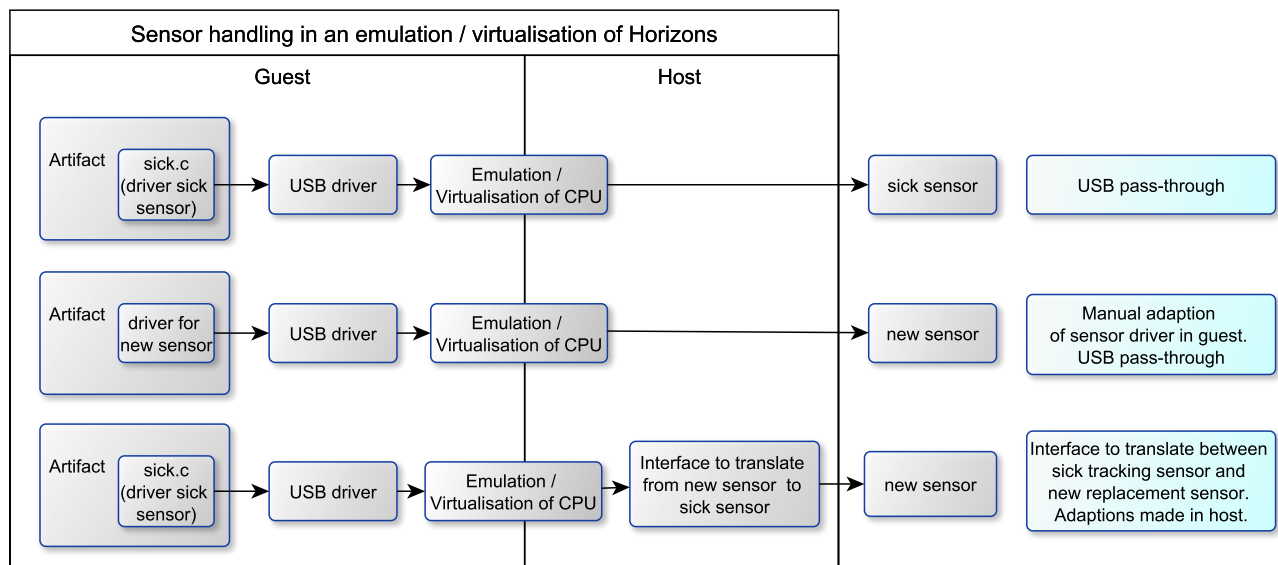 Sensor handling in an emulation / virtualisation of Horizons
Guest
Host
Artifact
sick.c
(driver sick
sensor)
USB driver
Emulation /
Virtualisation of CPU
sick sensor
USB pass-through
Artifact
driver for
new sensor
USB driver
Emulation /
Virtualisation of CPU
new sensor
Manual adaption
of sensor driver in guest.
USB pass-through
Artifact
sick.c
(driver sick
sensor)
USB driver
Emulation /
Virtualisation of CPU
Interface to translate
from new sensor to
sick sensor
new sensor
Interface to translate between
sick tracking sensor and
new replacement sensor.
Adaptions made in host.